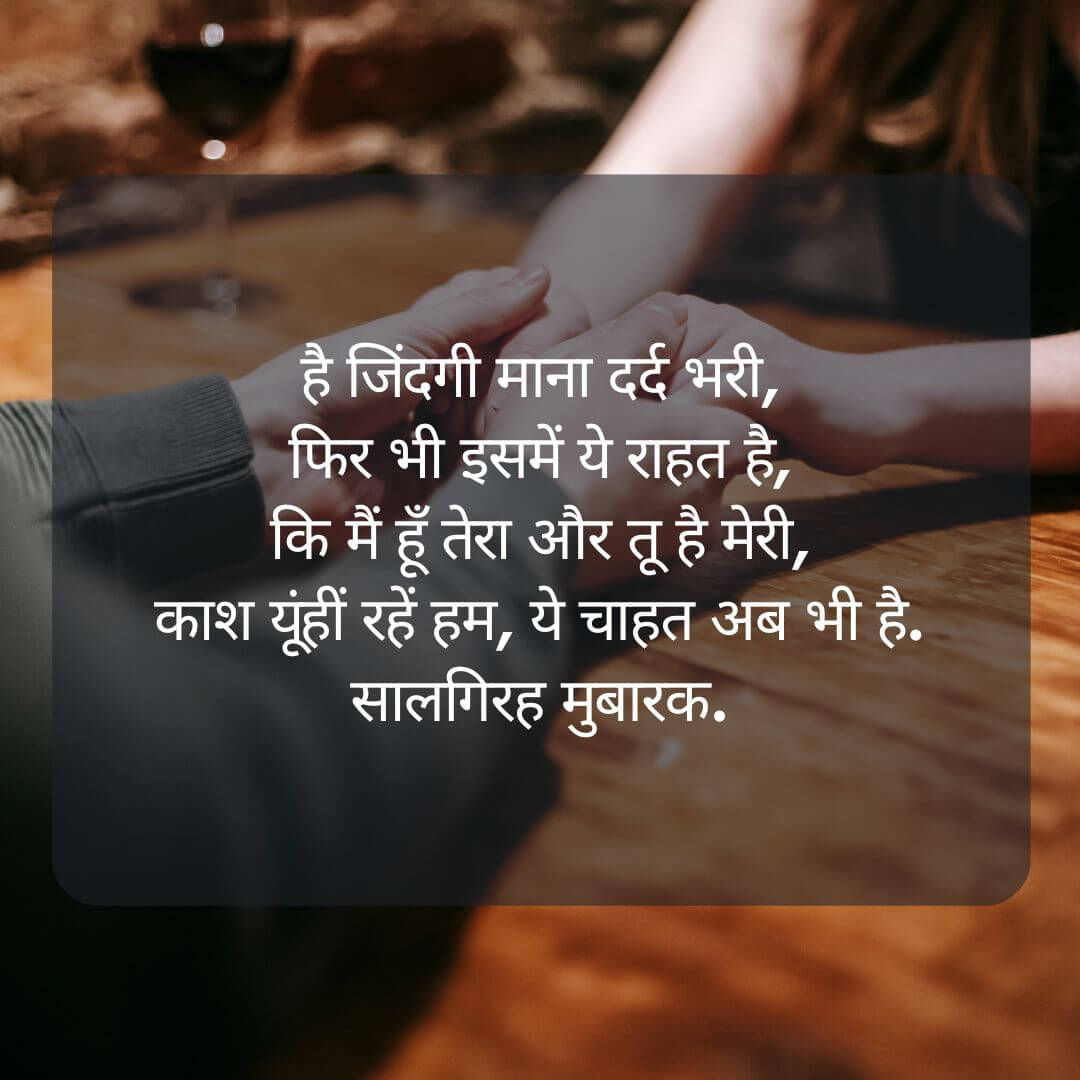 है जिंदगी माना दर्द भरी,
फिर भी इसमें ये राहत है,
कि मैं हूँ तेरा और तू है मेरी,
काश यूंहीं रहें हम, ये चाहत अब भी है.
सालगिरह मुबारक.